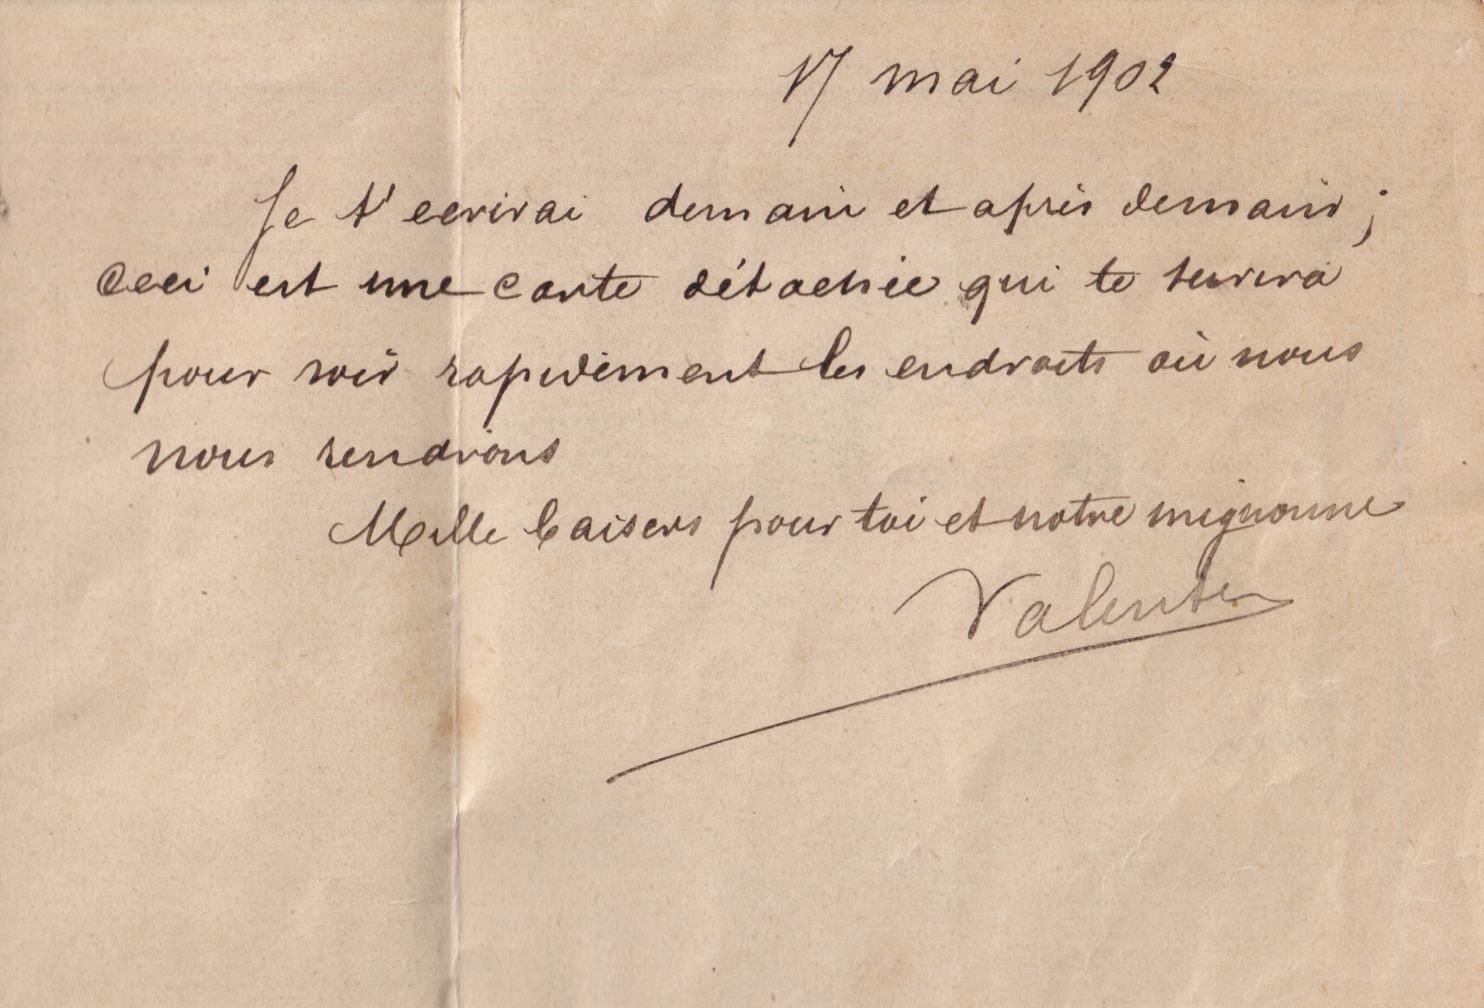 17 mai 1902
Je t'ecrirai demain et après demain ;
Ceci est une carte détachée qui te servira
pour voir rapidement les endroits où nous
nous rendrons
Mille baisers pour toi et notre mignonne
Valentin